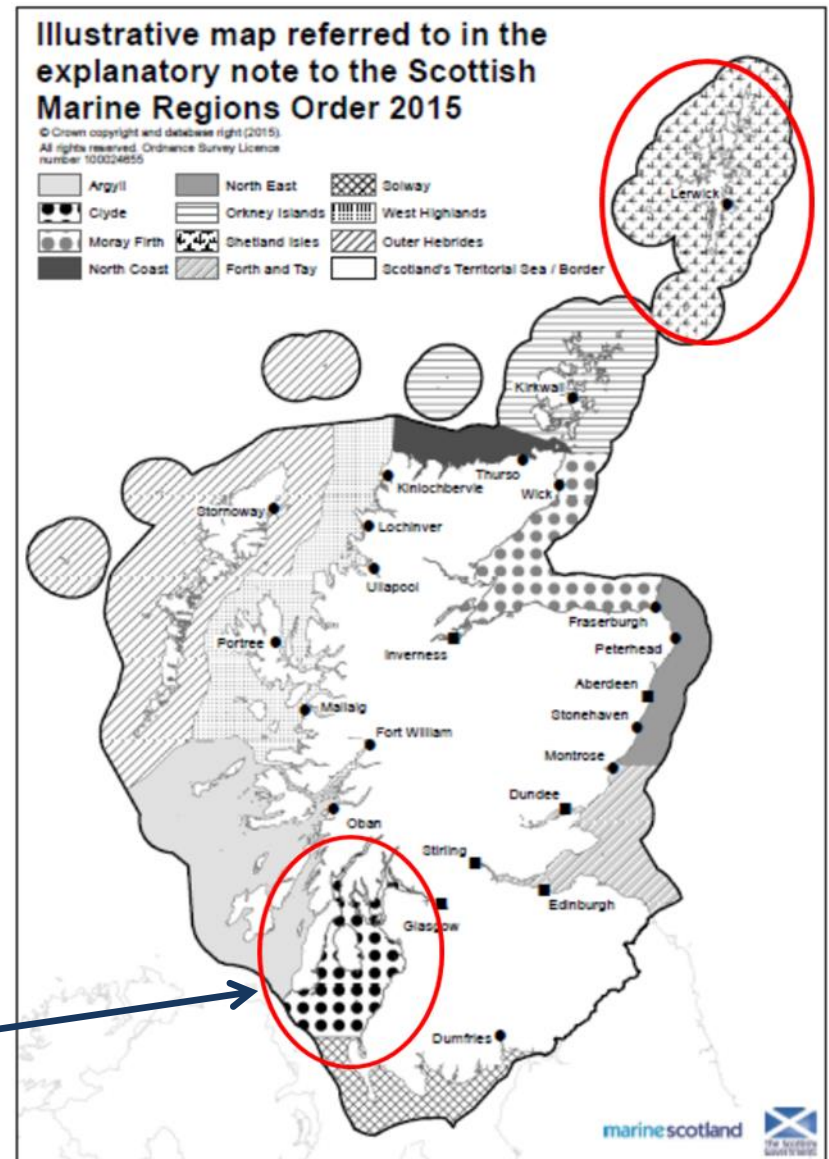 Illustrative map referred to in the
explanatory note to the Scottish
Marine Regions Order 2015
© Crown copyright and database right (2015).
All rights reserved. Ordnance Survey Licence
number 100024655
Argyll
North East
Solway
Clyde
Orkney Islands
West Highlands
Moray Firth
Shetland Isles
Outer Hebrides
North Coast
Forth and Tay
Scotland's Territorial Sea / Border
Lerwick
Kirkwall
Thurso
Kinlochbervie
Wick
Stornoway
Lochinver
Ullapool
Fraserburgh
Portree
Inverness
Peterhead
Aberdeen
Mallaig
Stonehaven
Fort William
Montrose
Dundee
Oban
Stirling
Edinburgh
Glasgow
Dumfries
marinescotland
The Scottish
Government